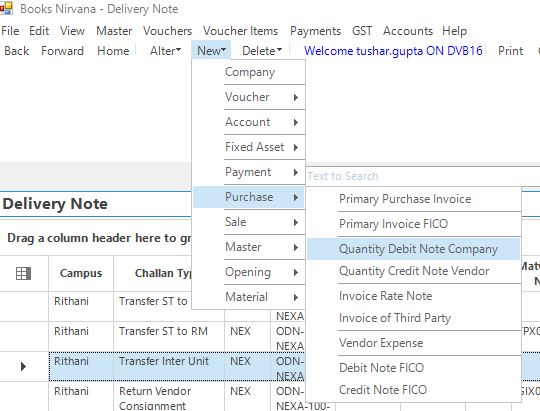 Books Nirvana - Delivery Note
File Edit View Master Vouchers Voucher Items Payments GST Accounts Help
Back Forward Home Alter New Delete Welcome tushar.gupta ON DVB16 Print
Company
Voucher
Account
Fixed Asset
Payment
Purchase
Sale
Master
Opening
Material
Text to Search
Primary Purchase Invoice
Primary Invoice FICO
Quantity Debit Note Company
Quantity Credit Note Vendor
Invoice Rate Note
Invoice of Third Party
Vendor Expense
Debit Note FICO
Credit Note FICO
Delivery Note
Drag a column header here to gr
Campus Challan Typ Matv
Rithani Transfer ST to NEXA
Rithani Transfer ST to RM NEX ODN- NEXA YPX0
Rithani Transfer Inter Unit NEX ODN- NEXA
Rithani Return Vendor Consignment NEX ODN- NEXA-100- GIX0